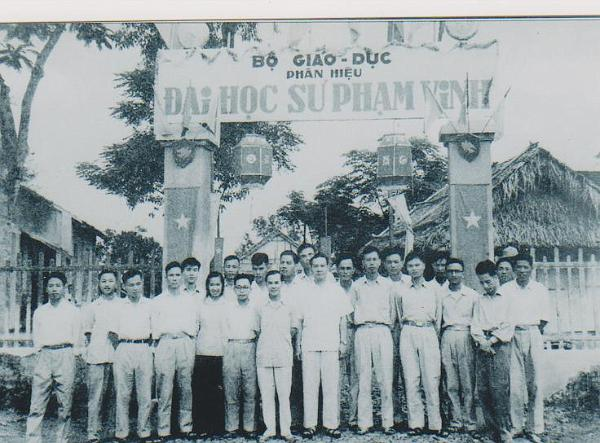 BỘ GIÁO-DỤC
PHÂN HIỆU
ĐẠI HỌC SƯ PHẠM VINH